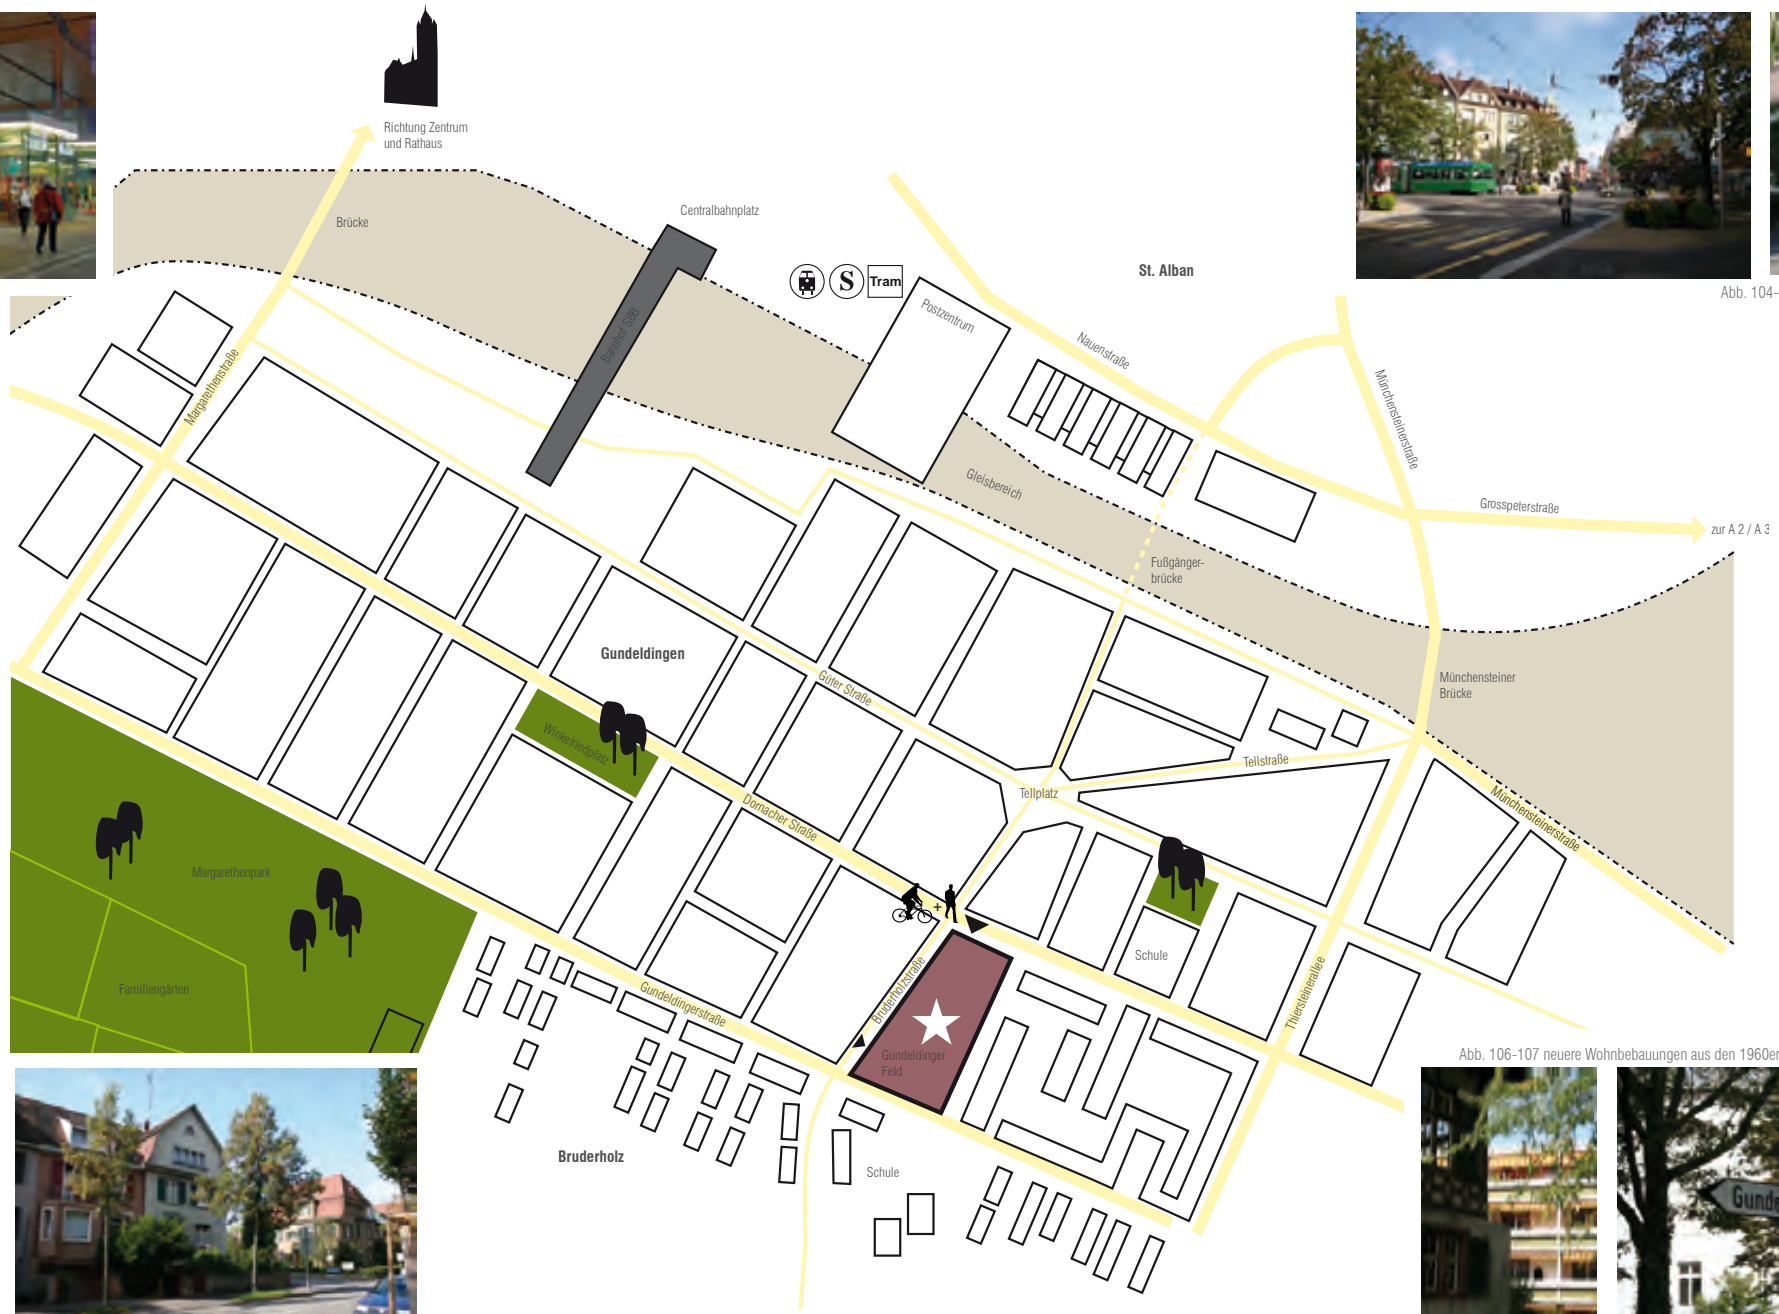 Richtung Zentrum
und Rathaus
Brücke
Centralbahnplatz
St. Alban
S
Tram
Abb. 104-
Bahnhof SBB
Postzentrum
Nauenstraße
Margarethenstraße
Münchensteinerstraße
Gleisbereich
Grosspeterstraße
zur A 2 / A 3
Fußgänger-
brücke
Gundeldingen
Güter Straße
Münchensteiner
Brücke
Winkelfriedplatz
Tellstraße
Tellplatz
Dornacher Straße
Münchensteinerstraße
Margarethenpark
+
Schule
Familiengärten
Gundeldingerstraße
Bruderholzstraße
Thiersteinerallee
Gundeldinger
Feld
Abb. 106-107 neuere Wohnbebauungen aus den 1960er
Bruderholz
Schule
Gunde